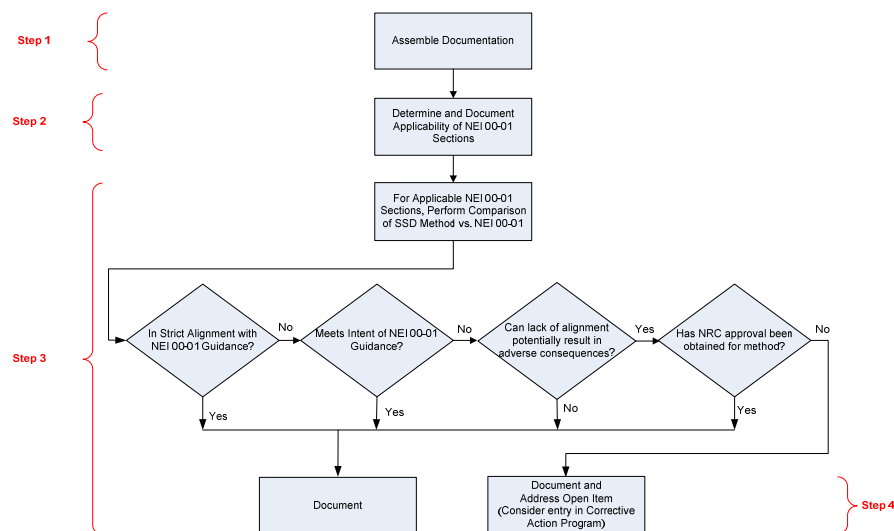 Step 1
Assemble Documentation
Step 2
Determine and Document
Applicability of NEI 00-01
Sections
For Applicable NEI 00-01
Sections, Perform Comparison
of SSD Method vs. NEI 00-01
Step 3
In Strict Alignment with
NEI 00-01 Guidance?
No
Meets Intent of NEI 00-01
Guidance?
No
Can lack of alignment
potentially result in
adverse consequences?
Yes
Has NRC approval been
obtained for method?
No
Yes
Yes
No
Yes
Document
Document and
Address Open Item
(Consider entry in Corrective
Action Program)
Step 4